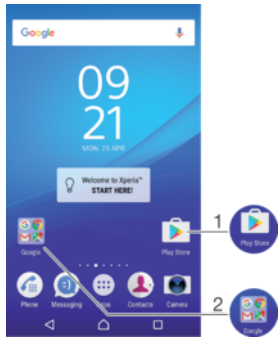 Google
09
21
MON, 25 APR
Welcome to Xperia™
START HERE!
Google
Play Store
Phone
Messaging
Apps
Contacts
Camera
1
Play Store
2
Google